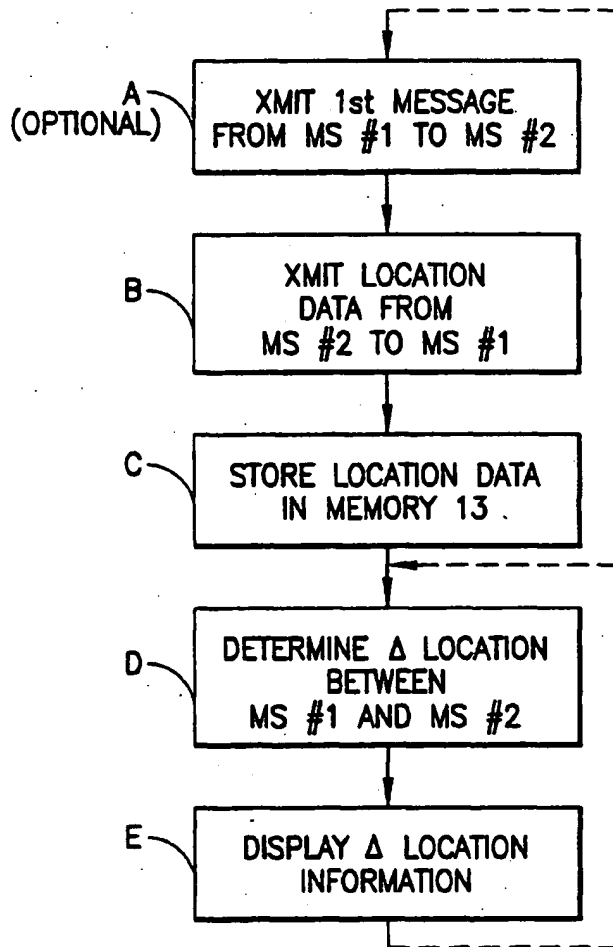 A
(OPTIONAL)
XMIT 1st MESSAGE
FROM MS #1 TO MS #2
B
XMIT LOCATION
DATA FROM
MS #2 TO MS #1
C
STORE LOCATION DATA
IN MEMORY 13
D
DETERMINE Δ LOCATION
BETWEEN
MS #1 AND MS #2
E
DISPLAY Δ LOCATION
INFORMATION